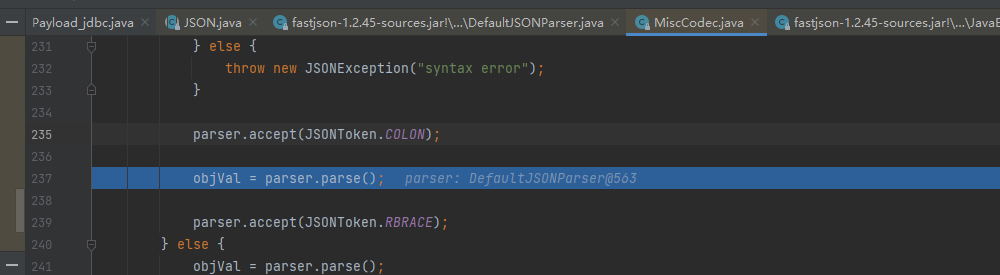 Payload_jdbc.java JSON.java fastjson-1.2.45-sources.jar!\...\DefaultJSONParser.java MiscCodec.java fastjson-1.2.45-sources.jar!\...\JavaB
231 } else {
232 throw new JSONException("syntax error");
233 }
234
235 parser.accept(JSONToken.COLON);
236
237 objVal = parser.parse(); parser: DefaultJSONParser@563
238
239 parser.accept(JSONToken.RBRACE);
240 } else {
241 objVal = parser.parse();